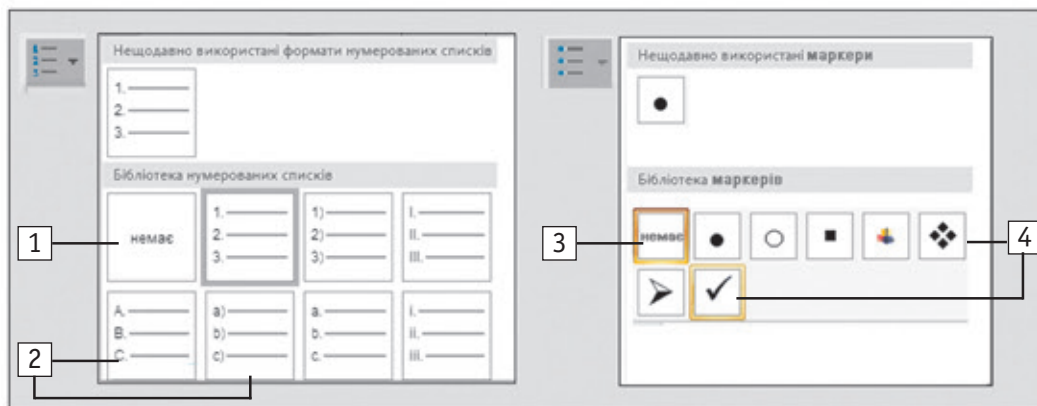 Нещодавно використані формати нумерованих списків
1.
2.
3.
Бібліотека нумерованих списків
немає
1.
2.
3.
1)
2)
3)
I.
II.
III.
A.
B.
C.
a)
b)
c)
a.
b.
c.
i.
ii.
iii.
1
2
Нещодавно використані маркери
Бібліотека маркерів
немає
3
4